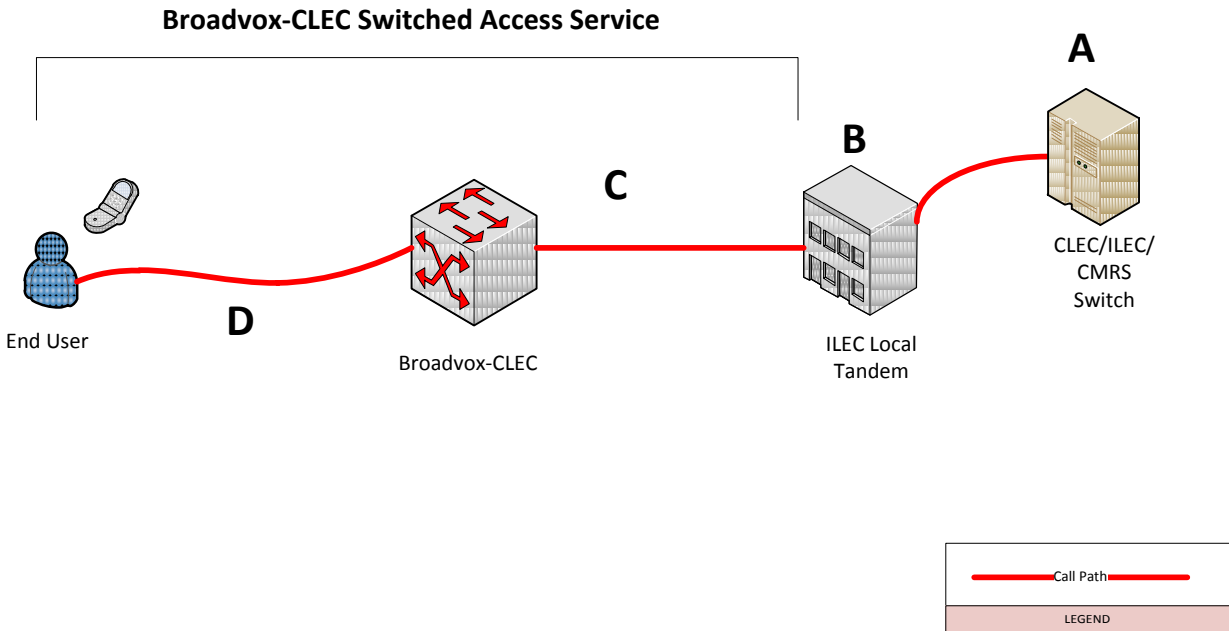 Broadvox-CLEC Switched Access Service
A
B
C
D
End User
Broadvox-CLEC
ILEC Local
Tandem
CLEC/ILEC/
CMRS
Switch
Call Path
LEGEND